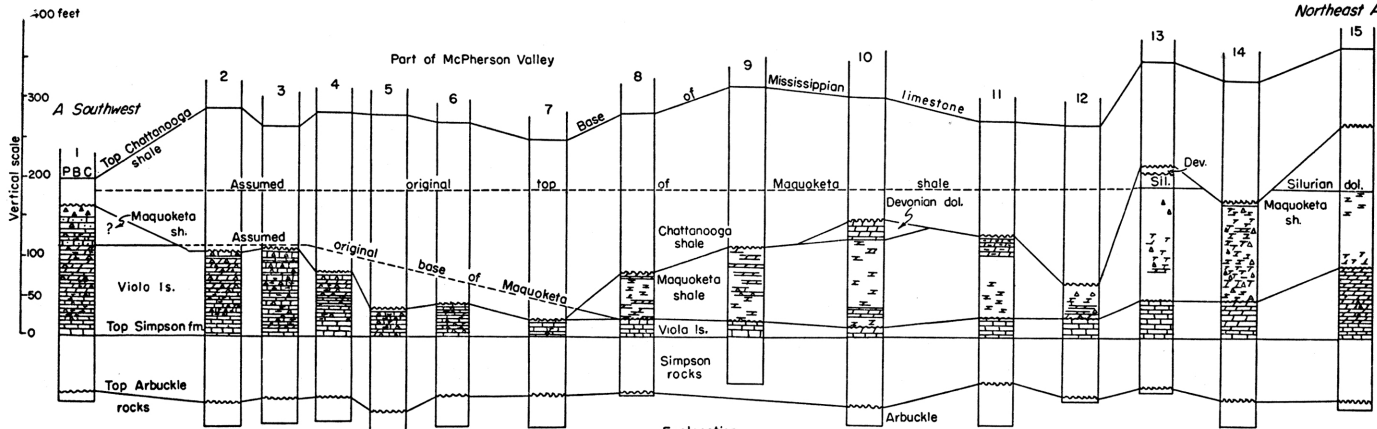 400 feet
Northeast A
Part of McPherson Valley
A Southwest
1
2
3
4
5
6
7
8
9
10
11
12
13
14
15
PBC
Vertical scale
300
200
100
50
0
Top Chattanooga
shale
Base of Mississippian limestone
Assumed original top of Maquoketa shale
Dev.
Sil.
Silurian dol.
Maquoketa
sh.
?
Maquoketa
sh.
Assumed original base of Maquoketa
Devonian dol.
Chattanooga
shale
Maquoketa
shale
Viola ls.
Viola ls.
Top Simpson fm.
Simpson
rocks
Top Arbuckle
rocks
Arbuckle